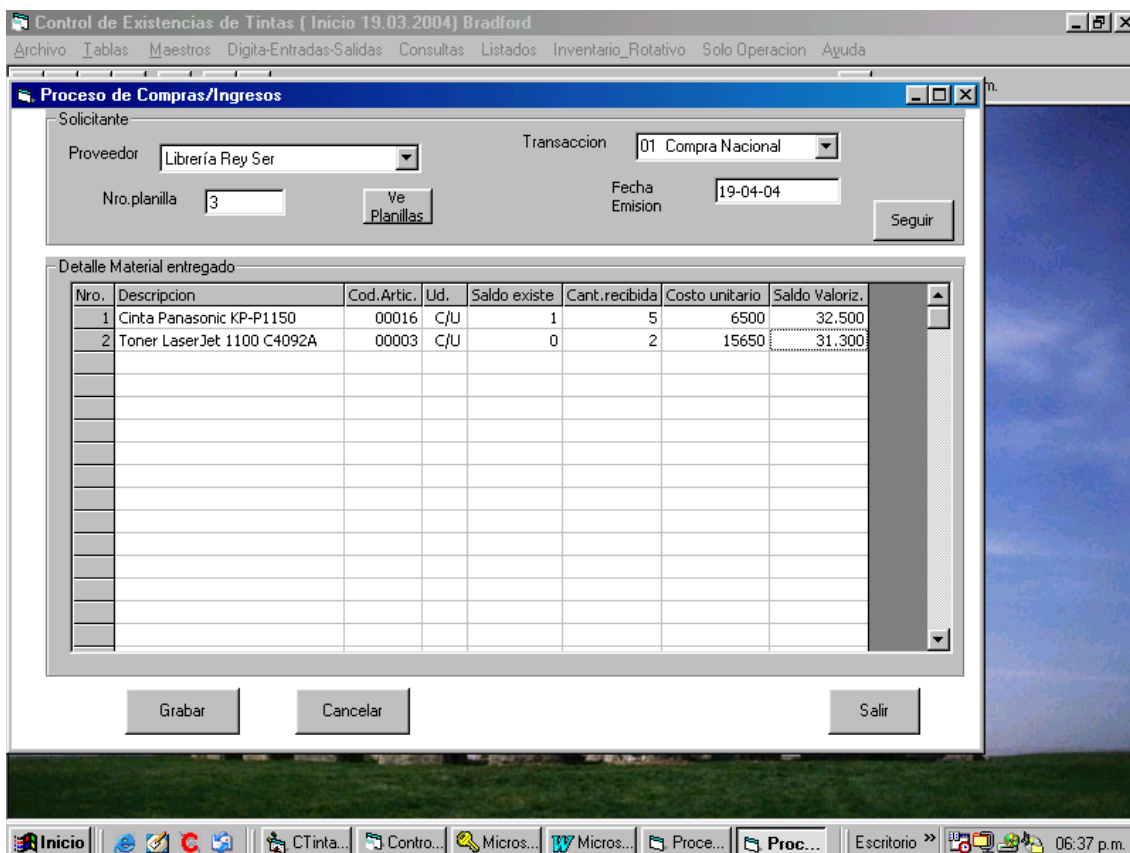 Control de Existencias de Tintas ( Inicio 19.03.2004) Bradford
Archivo Tablas Maestros Digita-Entradas-Salidas Consultas Listados Inventario_Rotativo Solo Operacion Ayuda
m.
Proceso de Compras/Ingresos
Solicitante
Proveedor Librería Rey Ser Transaccion 01 Compra Nacional
Nro.planilla 3 Ve Planillas Fecha Emision 19-04-04
Seguir
Detalle Material entregado
Nro. Descripcion Cod.Artic. Ud. Saldo existe Cant.recibida Costo unitario Saldo Valoriz.
1 Cinta Panasonic KP-P1150 00016 C/U 1 5 6500 32.500
2 Toner LaserJet 1100 C4092A 00003 C/U 0 2 15650 31.300
Grabar Cancelar Salir
Inicio CTinta... Contro... Micros... Micros... Proce... Proc... Escritorio » 06:37 p.m.